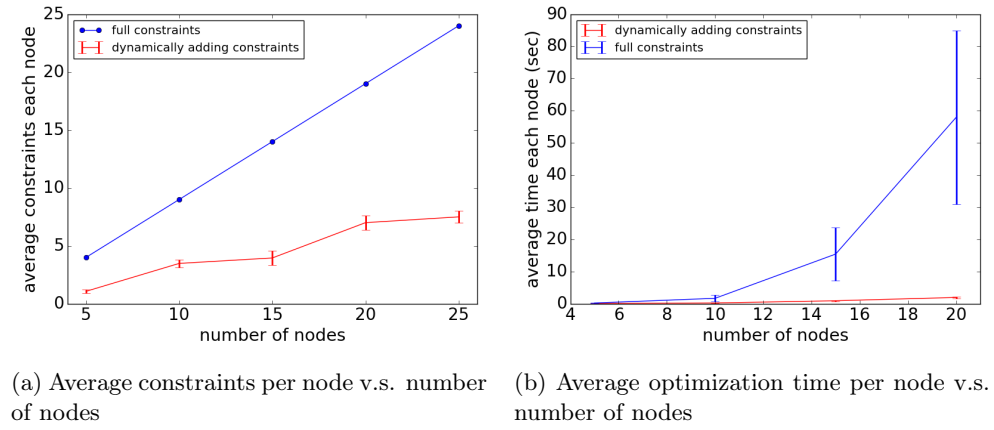 25
20
15
10
5
0
average constraints each node
full constraints
dynamically adding constraints
5 10 15 20 25
number of nodes
90
80
70
60
50
40
30
20
10
0
average time each node (sec)
dynamically adding constraints
full constraints
4 6 8 10 12 14 16 18 20
number of nodes
(a) Average constraints per node v.s. number
of nodes
(b) Average optimization time per node v.s.
number of nodes